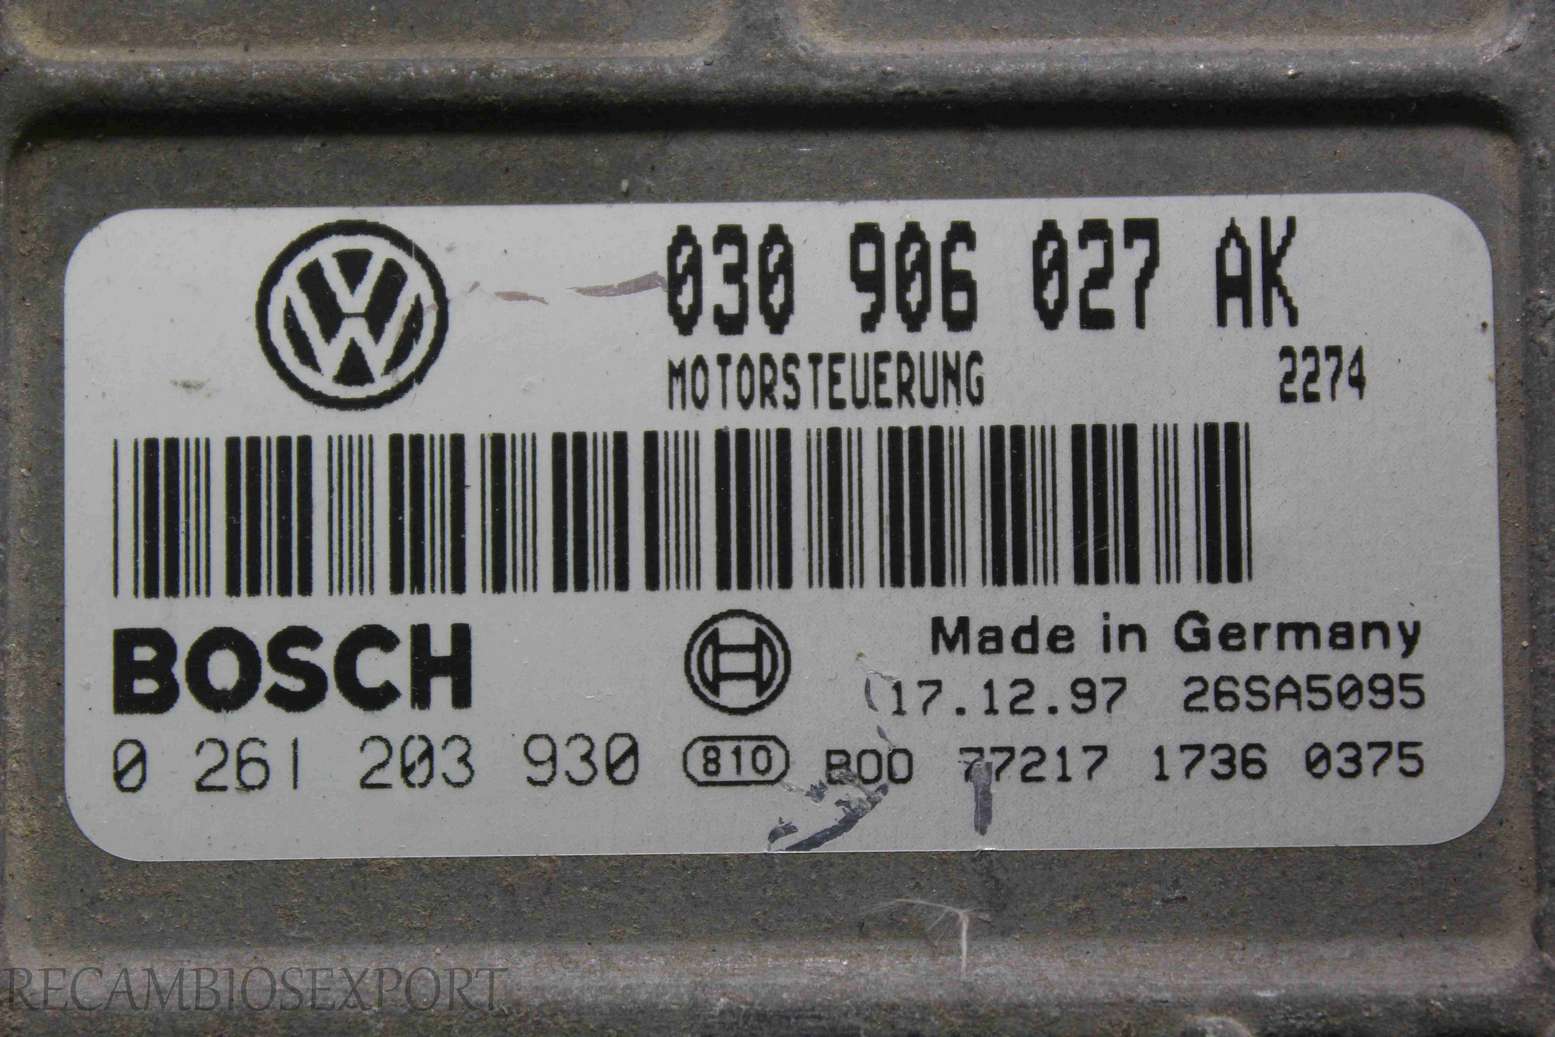 030 906 027 AK
MOTORSTEUERUNG 2274
BOSCH
Made in Germany
17.12.97 26SA5095
0 261 203 930 810 B00 77217 1736 0375
RECAMBIOSEXPORT